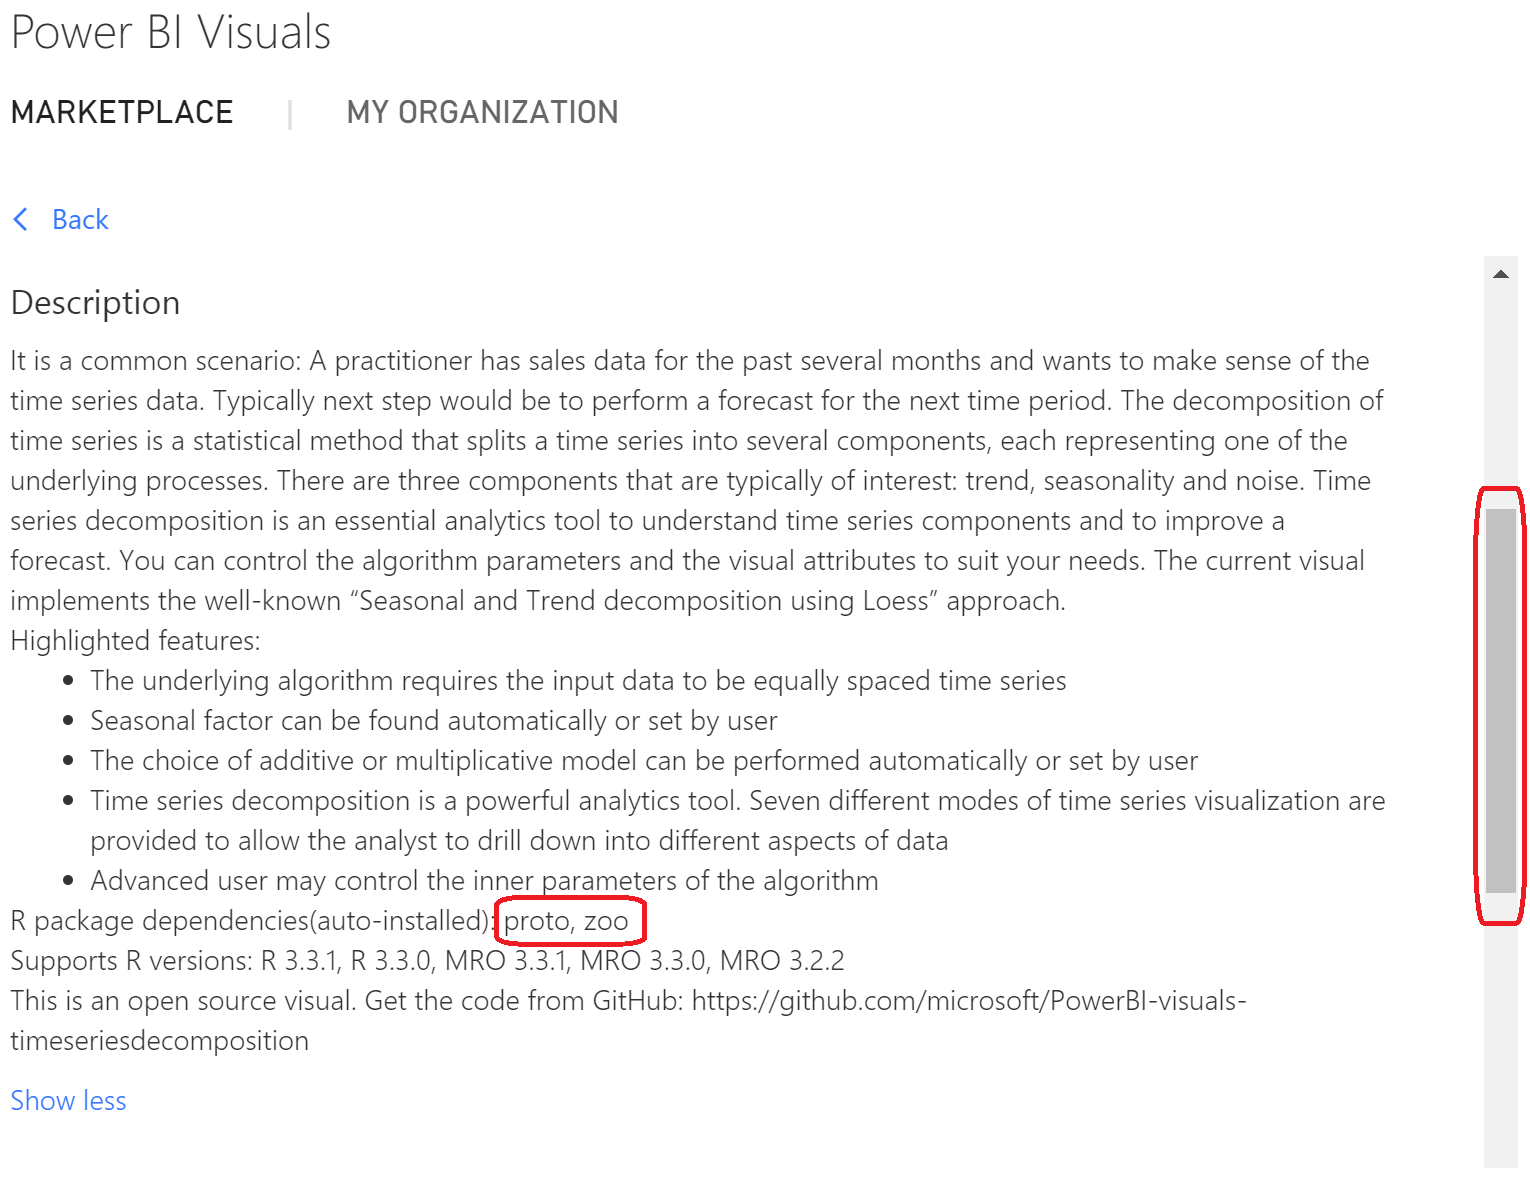 Power BI Visuals
MARKETPLACE | MY ORGANIZATION
Back
Description
It is a common scenario: A practitioner has sales data for the past several months and wants to make sense of the
time series data. Typically next step would be to perform a forecast for the next time period. The decomposition of
time series is a statistical method that splits a time series into several components, each representing one of the
underlying processes. There are three components that are typically of interest: trend, seasonality and noise. Time
series decomposition is an essential analytics tool to understand time series components and to improve a
forecast. You can control the algorithm parameters and the visual attributes to suit your needs. The current visual
implements the well-known “Seasonal and Trend decomposition using Loess” approach.
Highlighted features:
• The underlying algorithm requires the input data to be equally spaced time series
• Seasonal factor can be found automatically or set by user
• The choice of additive or multiplicative model can be performed automatically or set by user
• Time series decomposition is a powerful analytics tool. Seven different modes of time series visualization are
provided to allow the analyst to drill down into different aspects of data
• Advanced user may control the inner parameters of the algorithm
R package dependencies(auto-installed): proto, zoo
Supports R versions: R 3.3.1, R 3.3.0, MRO 3.3.1, MRO 3.3.0, MRO 3.2.2
This is an open source visual. Get the code from GitHub: https://github.com/microsoft/PowerBI-visuals-
timeseriesdecomposition
Show less